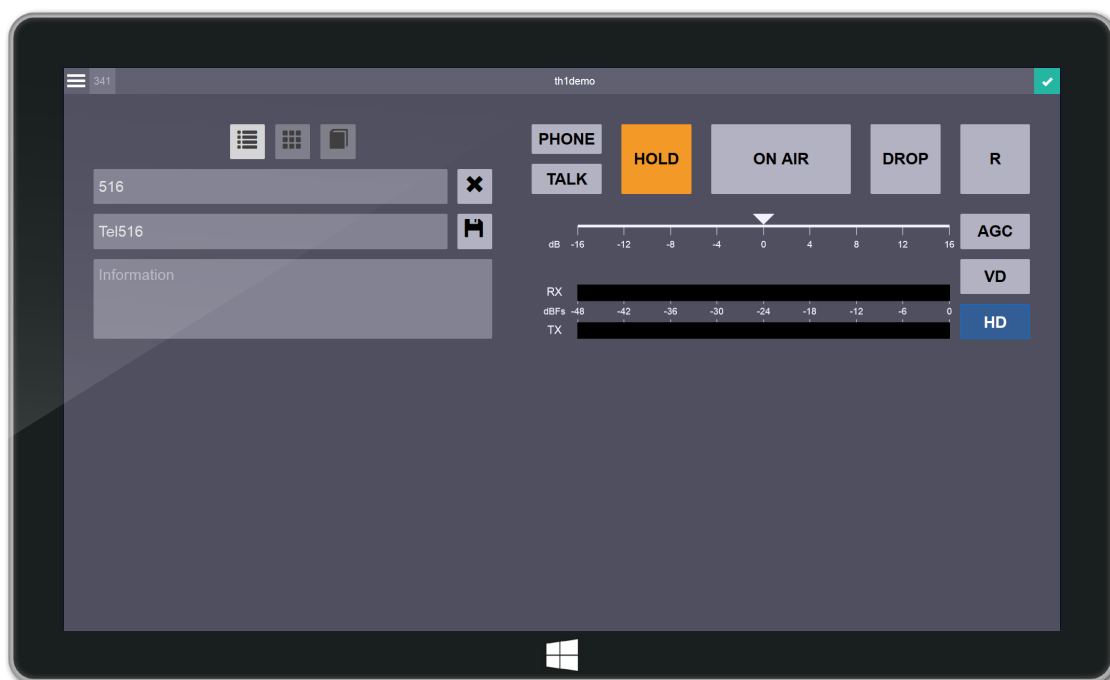 341
th1demo
516
Tel516
Information
PHONE
TALK
HOLD
ON AIR
DROP
R
dB -16 -12 -8 -4 0 4 8 12 16
AGC
VD
RX
dBFs -48 -42 -36 -30 -24 -18 -12 -6 0
TX
HD